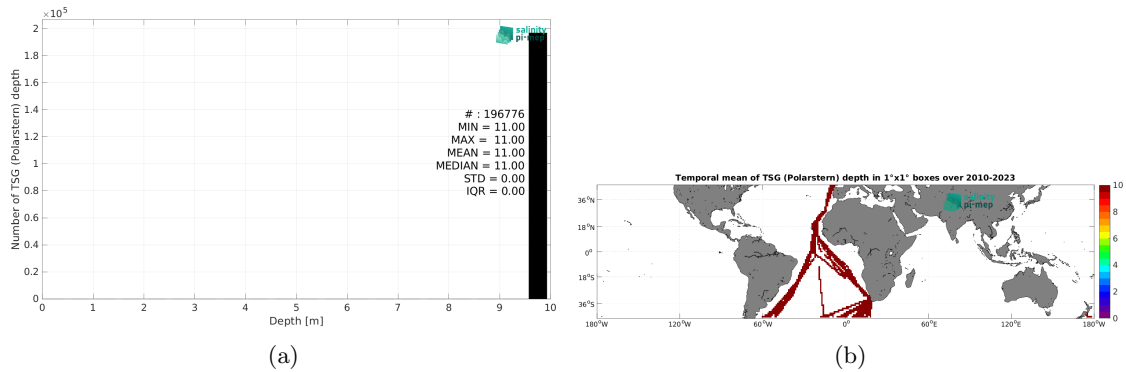 ×10⁵
2
1.8
1.6
1.4
1.2
1
0.8
0.6
0.4
0.2
0
Number of TSG (Polarstern) depth
salinity
pi-mep
# : 196776
MIN = 11.00
MAX = 11.00
MEAN = 11.00
MEDIAN = 11.00
STD = 0.00
IQR = 0.00
0 1 2 3 4 5 6 7 8 9 10
Depth [m]
(a)
Temporal mean of TSG (Polarstern) depth in 1°x1° boxes over 2010-2023
salinity
pi-mep
36°N
18°N
0°
18°S
36°S
180°W 120°W 60°W 0° 60°E 120°E 180°W
10
8
6
4
2
0
(b)